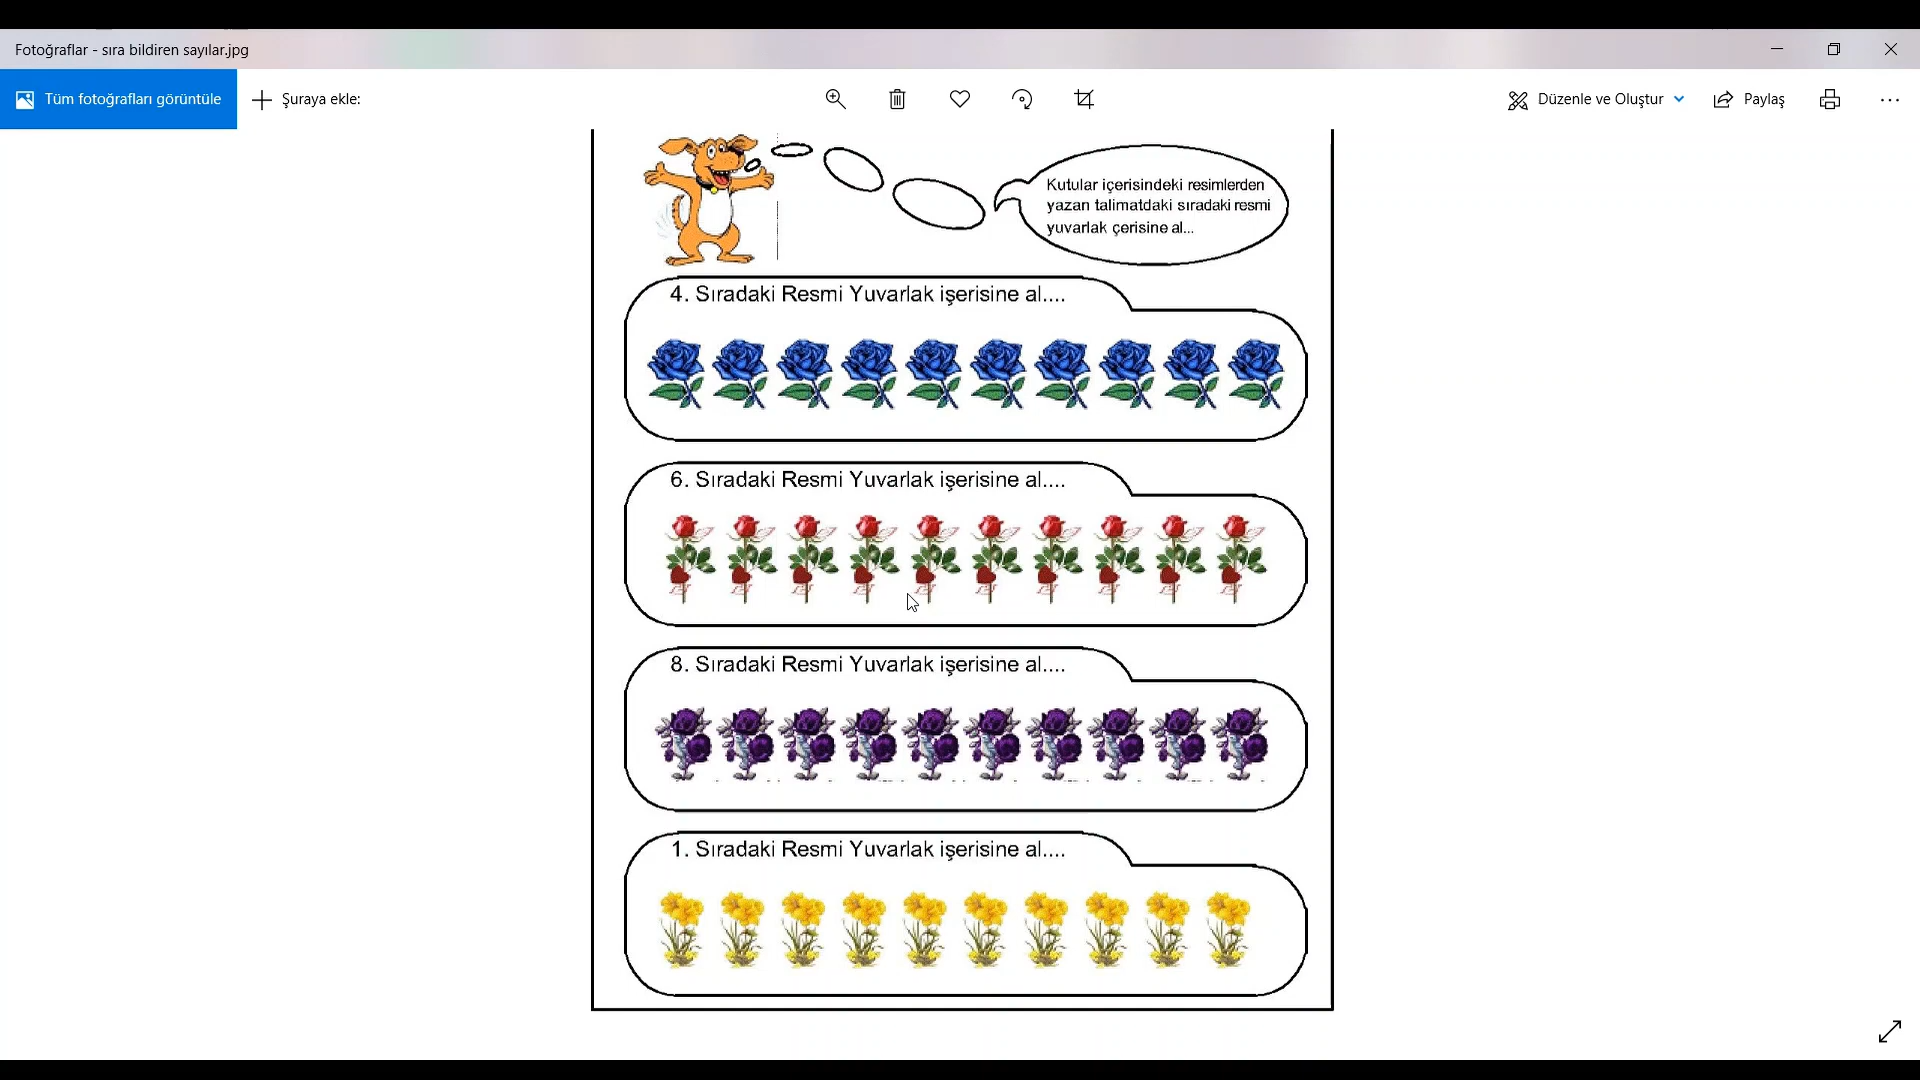 Fotoğraflar - sıra bildiren sayılar.jpg
Tüm fotoğrafları görüntüle
Şuraya ekle:
Düzenle ve Oluştur
Paylaş
Kutular içerisindeki resimlerden
yazan talimatdaki sıradaki resmi
yuvarlak çerisine al...
4. Sıradaki Resmi Yuvarlak işerisine al....
6. Sıradaki Resmi Yuvarlak işerisine al....
8. Sıradaki Resmi Yuvarlak işerisine al....
1. Sıradaki Resmi Yuvarlak işerisine al....